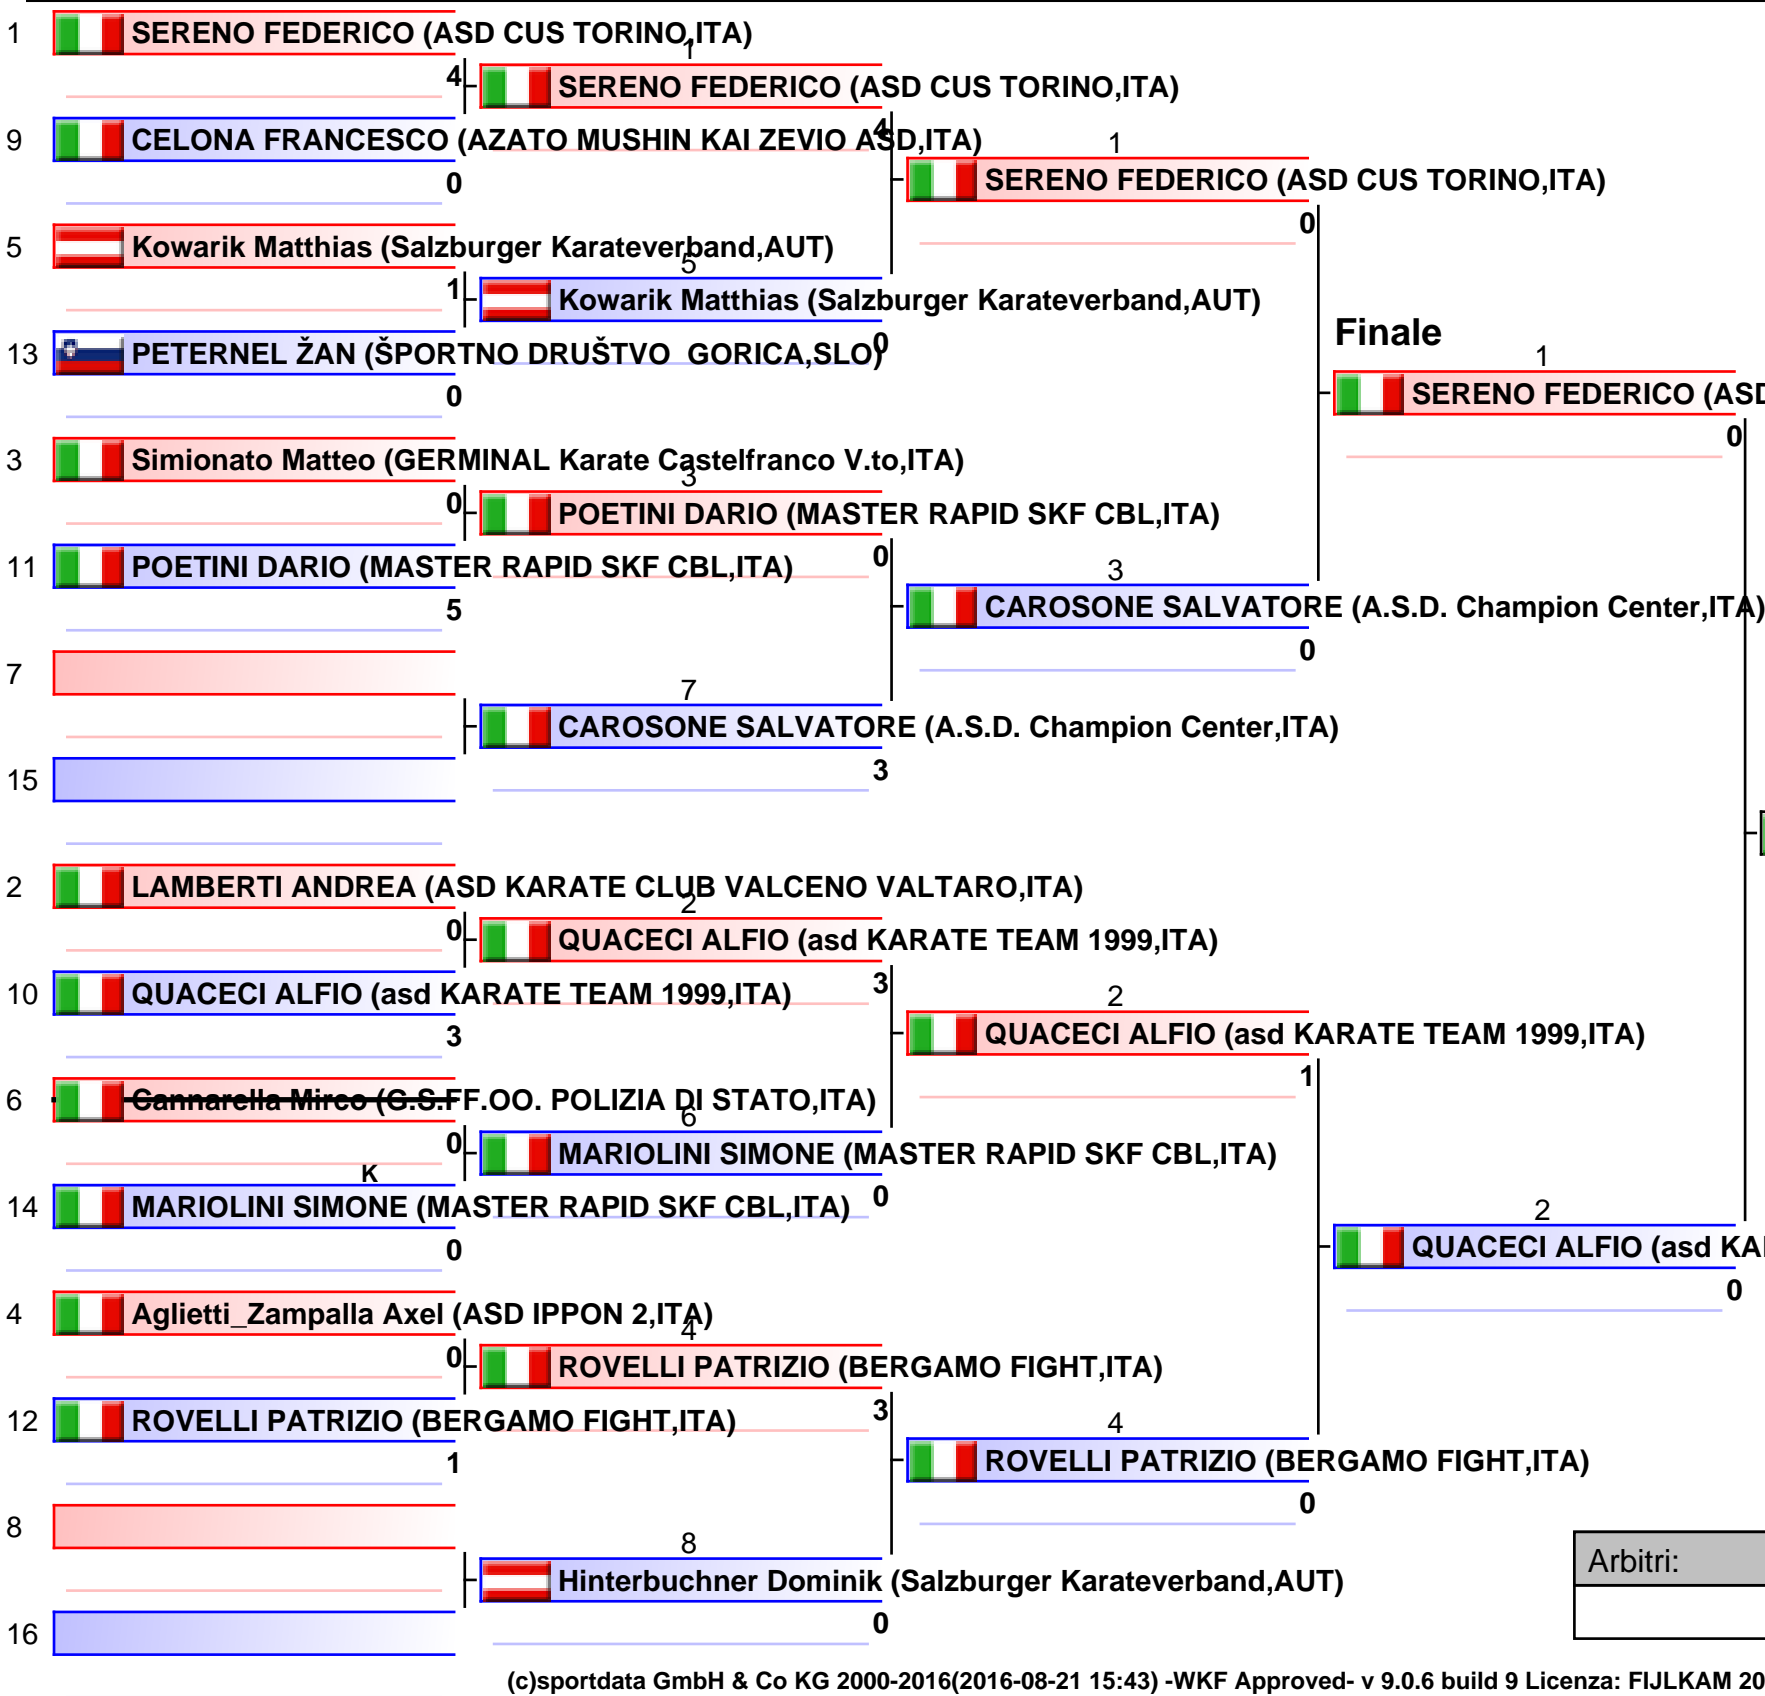 1 SERENO FEDERICO (ASD CUS TORINO,ITA)
4
9 CELONA FRANCESCO (AZATO MUSHIN KAI ZEVIO ASD,ITA)
0
5 Kowarik Matthias (Salzburger Karateverband,AUT)
1
13 PETERNEL ŽAN (ŠPORTNO DRUŠTVO GORICA,SLO)
0
3 Simionato Matteo (GERMINAL Karate Castelfranco V.to,ITA)
0
11 POETINI DARIO (MASTER RAPID SKF CBL,ITA)
5
7
15
2 LAMBERTI ANDREA (ASD KARATE CLUB VALCENO VALTARO,ITA)
0
10 QUACECI ALFIO (asd KARATE TEAM 1999,ITA)
3
6 Cannarella Mirco (G.S.FF.OO. POLIZIA DI STATO,ITA)
0
K
14 MARIOLINI SIMONE (MASTER RAPID SKF CBL,ITA)
0
4 Aglietti_Zampalla Axel (ASD IPPON 2,ITA)
0
12 ROVELLI PATRIZIO (BERGAMO FIGHT,ITA)
1
8
16
1
SERENO FEDERICO (ASD CUS TORINO,ITA)
4
5
Kowarik Matthias (Salzburger Karateverband,AUT)
0
3
POETINI DARIO (MASTER RAPID SKF CBL,ITA)
0
7
CAROSONE SALVATORE (A.S.D. Champion Center,ITA)
3
2
QUACECI ALFIO (asd KARATE TEAM 1999,ITA)
3
6
MARIOLINI SIMONE (MASTER RAPID SKF CBL,ITA)
0
4
ROVELLI PATRIZIO (BERGAMO FIGHT,ITA)
3
8
Hinterbuchner Dominik (Salzburger Karateverband,AUT)
0
1
SERENO FEDERICO (ASD CUS TORINO,ITA)
0
3
CAROSONE SALVATORE (A.S.D. Champion Center,ITA)
0
2
QUACECI ALFIO (asd KARATE TEAM 1999,ITA)
1
4
ROVELLI PATRIZIO (BERGAMO FIGHT,ITA)
0
Finale
1
SERENO FEDERICO (ASD
0
2
QUACECI ALFIO (asd KA
0
Arbitri:
(c)sportdata GmbH & Co KG 2000-2016(2016-08-21 15:43) -WKF Approved- v 9.0.6 build 9 Licenza: FIJLKAM 20